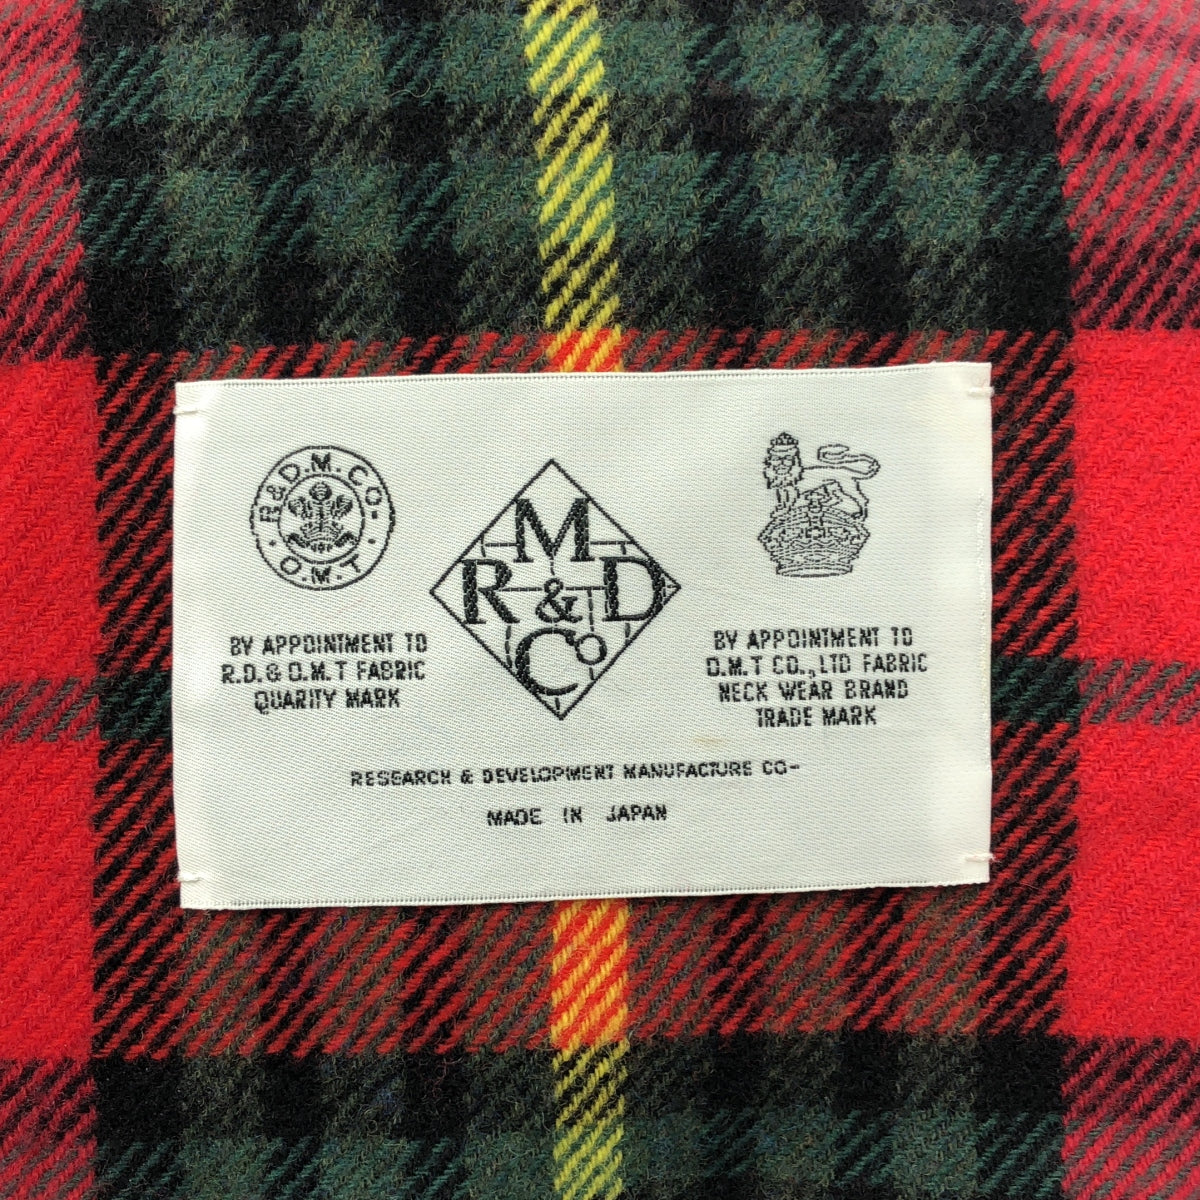 R.&D.M.CO-
O.M.T
BY APPOINTMENT TO
R.D.& O.M.T FABRIC
QUARITY MARK
M
R & D
Co
BY APPOINTMENT TO
O.M.T CO.,LTD FABRIC
NECK WEAR BRAND
TRADE MARK
RESEARCH & DEVELOPMENT MANUFACTURE CO-
MADE IN JAPAN